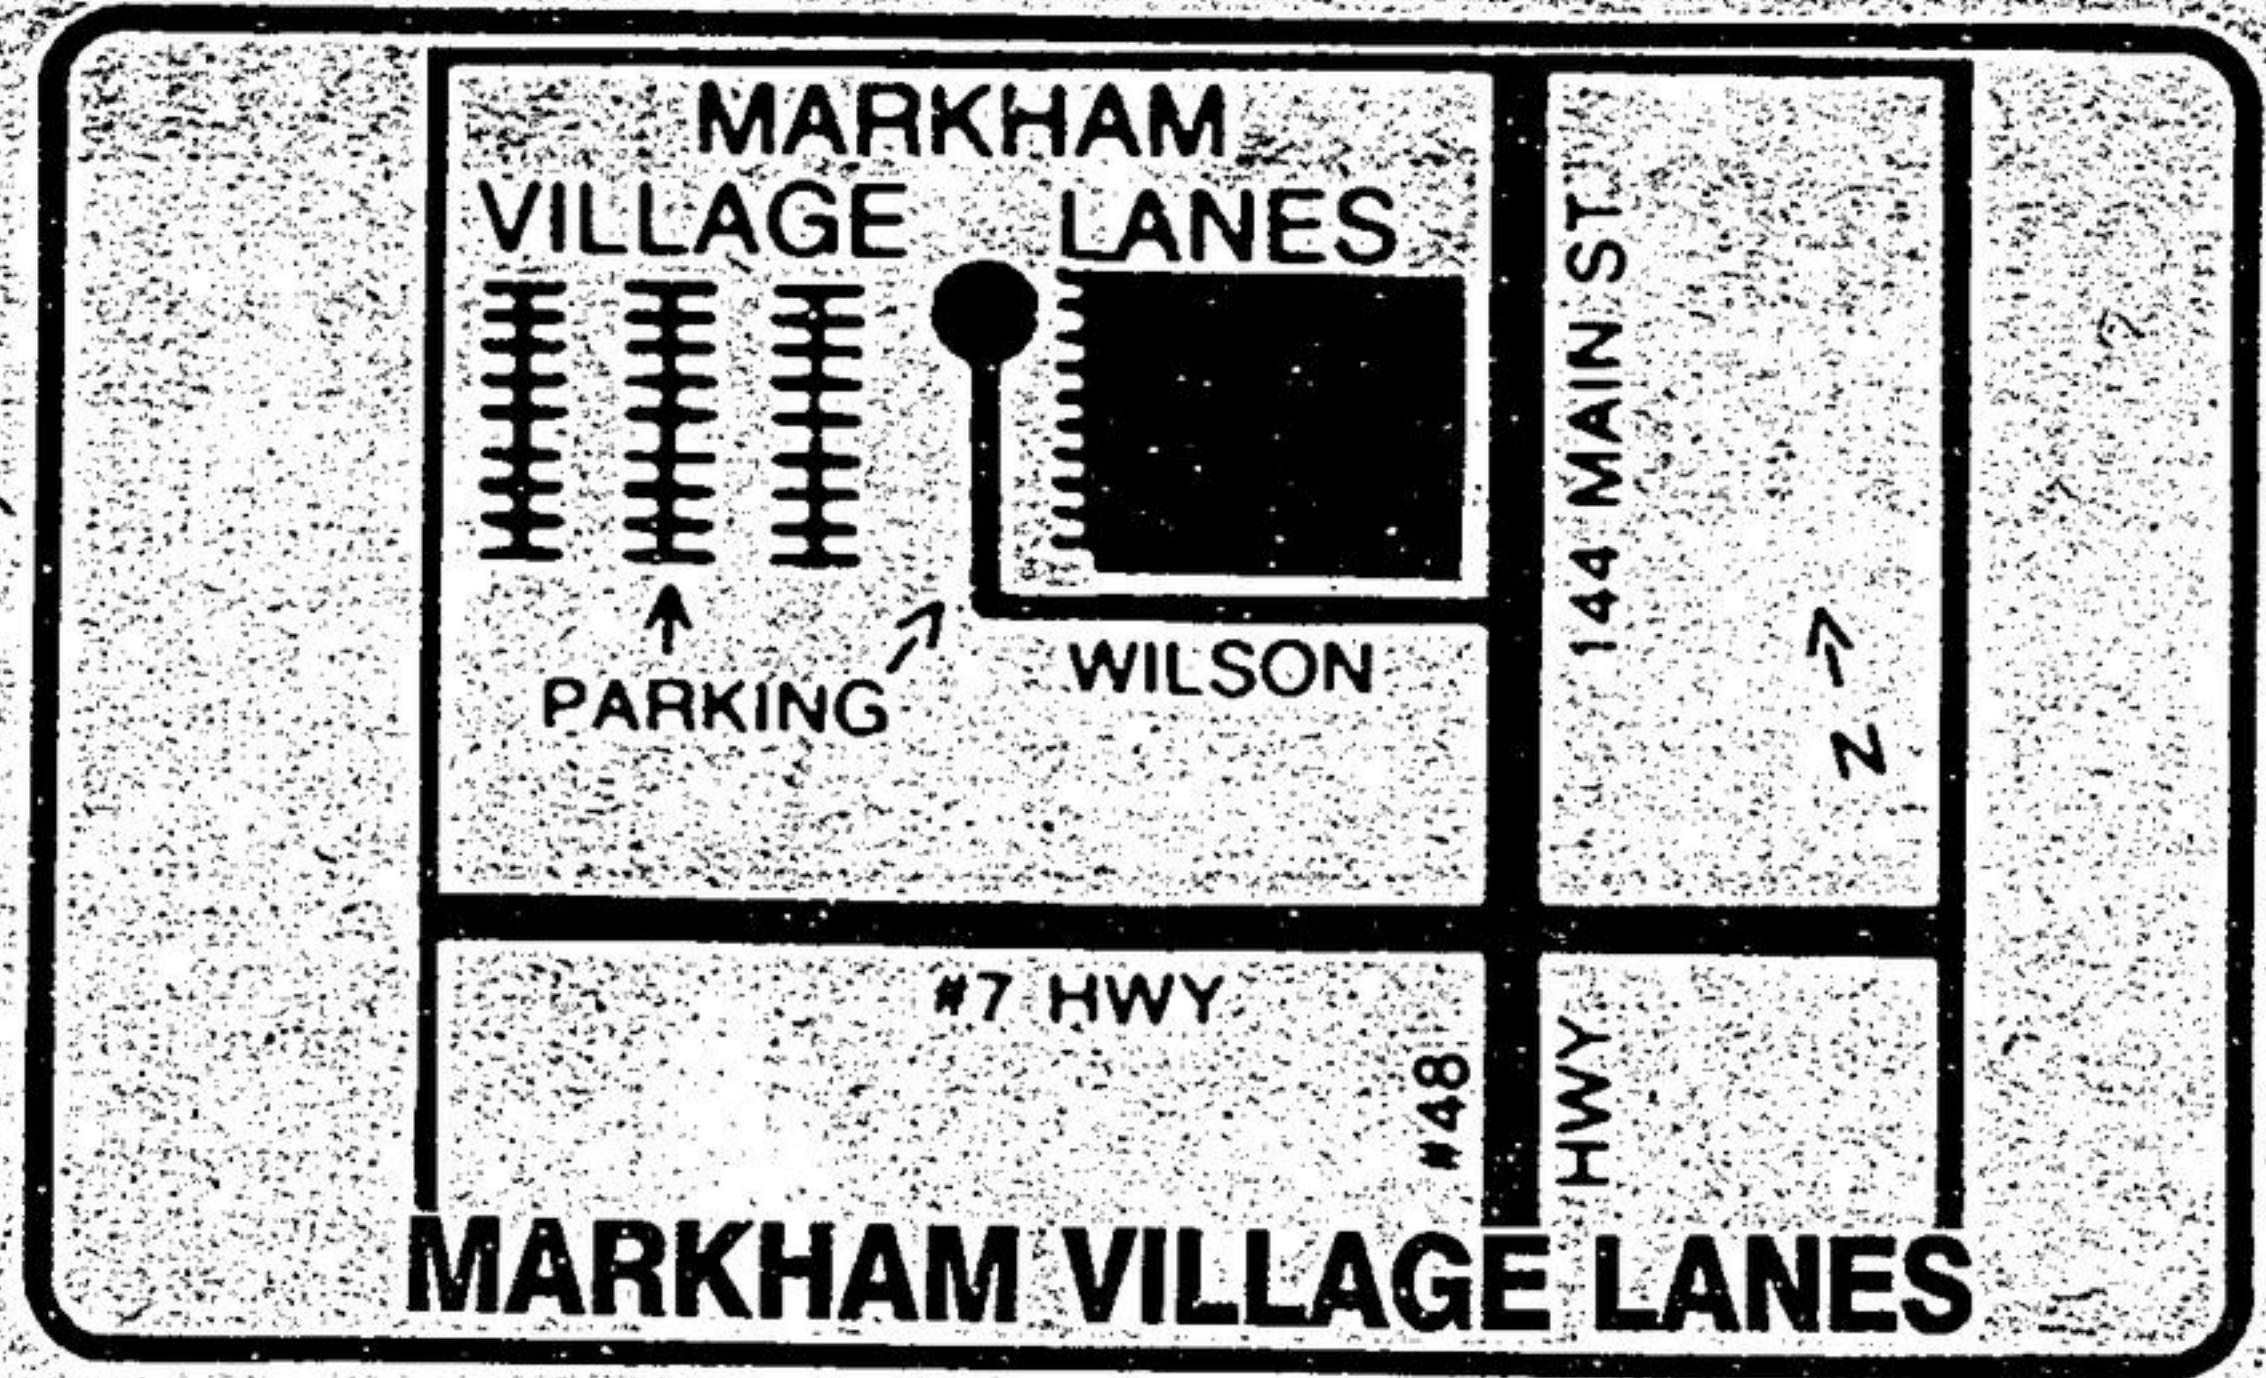 MARKHAM
VILLAGE LANES
144 MAIN ST.
PARKING
WILSON
N
#7 HWY
#48 HWY
MARKHAM VILLAGE LANES